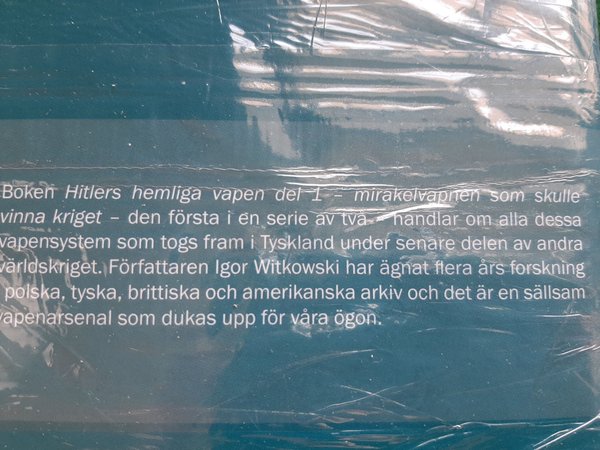 Boken Hitlers hemliga vapen del 1 – mirakelvapnen som skulle
vinna kriget – den första i en serie av två – handlar om alla dessa
vapensystem som togs fram i Tyskland under senare delen av andra
världskriget. Författaren Igor Witkowski har ägnat flera års forskning
i polska, tyska, brittiska och amerikanska arkiv och det är en sällsam
vapenarsenal som dukas upp för våra ögon.